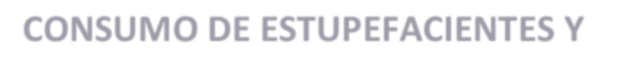 CONSUMO DE ESTUPEFACIENTES Y